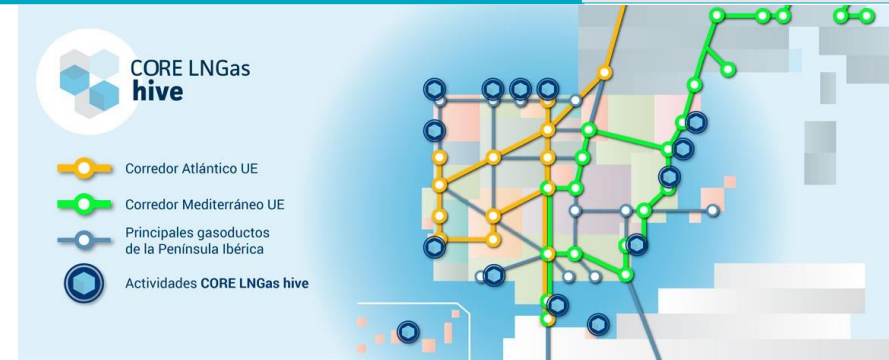 CORE LNGas
hive
Corredor Atlántico UE
Corredor Mediterráneo UE
Principales gasoductos
de la Península Ibérica
Actividades CORE LNGas hive